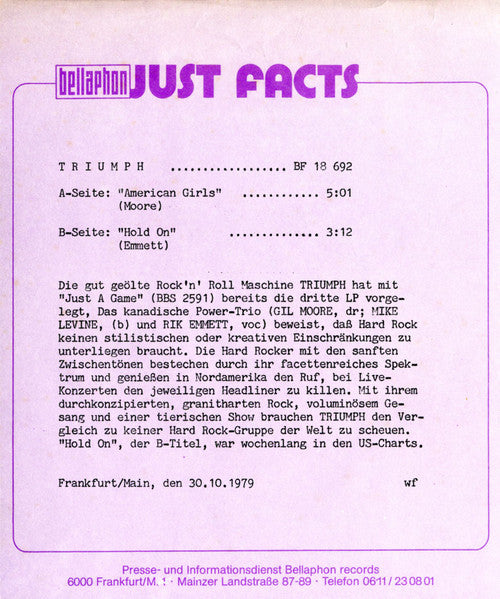 bellaphon JUST FACTS
TRIUMPH .................. BF 18 692
A-Seite: "American Girls" ............ 5:01
(Moore)
B-Seite: "Hold On" .............. 3:12
(Emmett)
Die gut geölte Rock'n' Roll Maschine TRIUMPH hat mit
"Just A Game" (BBS 2591) bereits die dritte LP vorge-
legt, Das kanadische Power-Trio (GIL MOORE, dr; MIKE
LEVINE, (b) und RIK EMMETT, voc) beweist, daß Hard Rock
keinen stilistischen oder kreativen Einschränkungen zu
unterliegen braucht. Die Hard Rocker mit den sanften
Zwischentönen bestechen durch ihr facettenreiches Spek-
trum und genießen in Nordamerika den Ruf, bei Live-
Konzerten den jeweiligen Headliner zu killen. Mit ihrem
durchkonzipierten, granitharten Rock, voluminösem Ge-
sang und einer tierischen Show brauchen TRIUMPH den Ver-
gleich zu keiner Hard Rock-Gruppe der Welt zu scheuen.
"Hold On", der B-Titel, war wochenlang in den US-Charts.
Frankfurt/Main, den 30.10.1979 wf
Presse- und Informationsdienst Bellaphon records
6000 Frankfurt/M. 1 · Mainzer Landstraße 87-89 · Telefon 0611/23 08 01